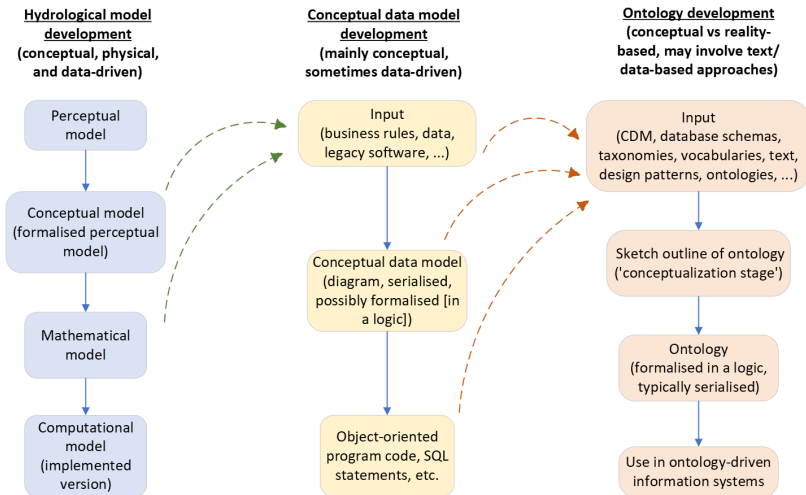 Hydrological model
development
(conceptual, physical,
and data-driven)
Perceptual
model
Conceptual model
(formalised perceptual
model)
Mathematical
model
Computational
model
(implemented
version)
Conceptual data model
development
(mainly conceptual,
sometimes data-driven)
Input
(business rules, data,
legacy software, ...)
Conceptual data model
(diagram, serialised,
possibly formalised [in
a logic])
Object-oriented
program code, SQL
statements, etc.
Ontology development
(conceptual vs reality-
based, may involve text/
data-based approaches)
Input
(CDM, database schemas,
taxonomies, vocabularies, text,
design patterns, ontologies, ...)
Sketch outline of ontology
('conceptualization stage')
Ontology
(formalised in a logic,
typically serialised)
Use in ontology-driven
information systems